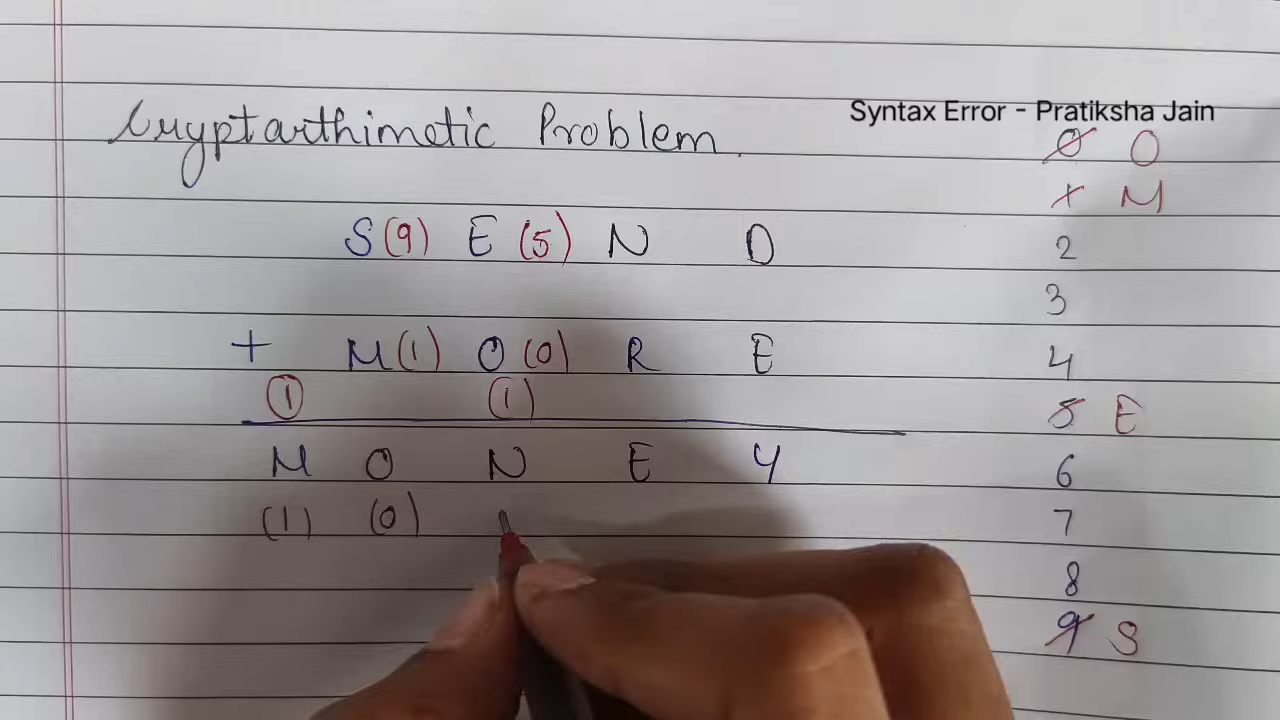 Cryptarthimetic Problem.
Syntax Error - Pratiksha Jain
0 O
1 M
S(9) E(5) N D
2
3
+ M(1) O(0) R E
4
(1) (1)
5 E
M O N E Y
6
(1) (0)
7
8
9 S